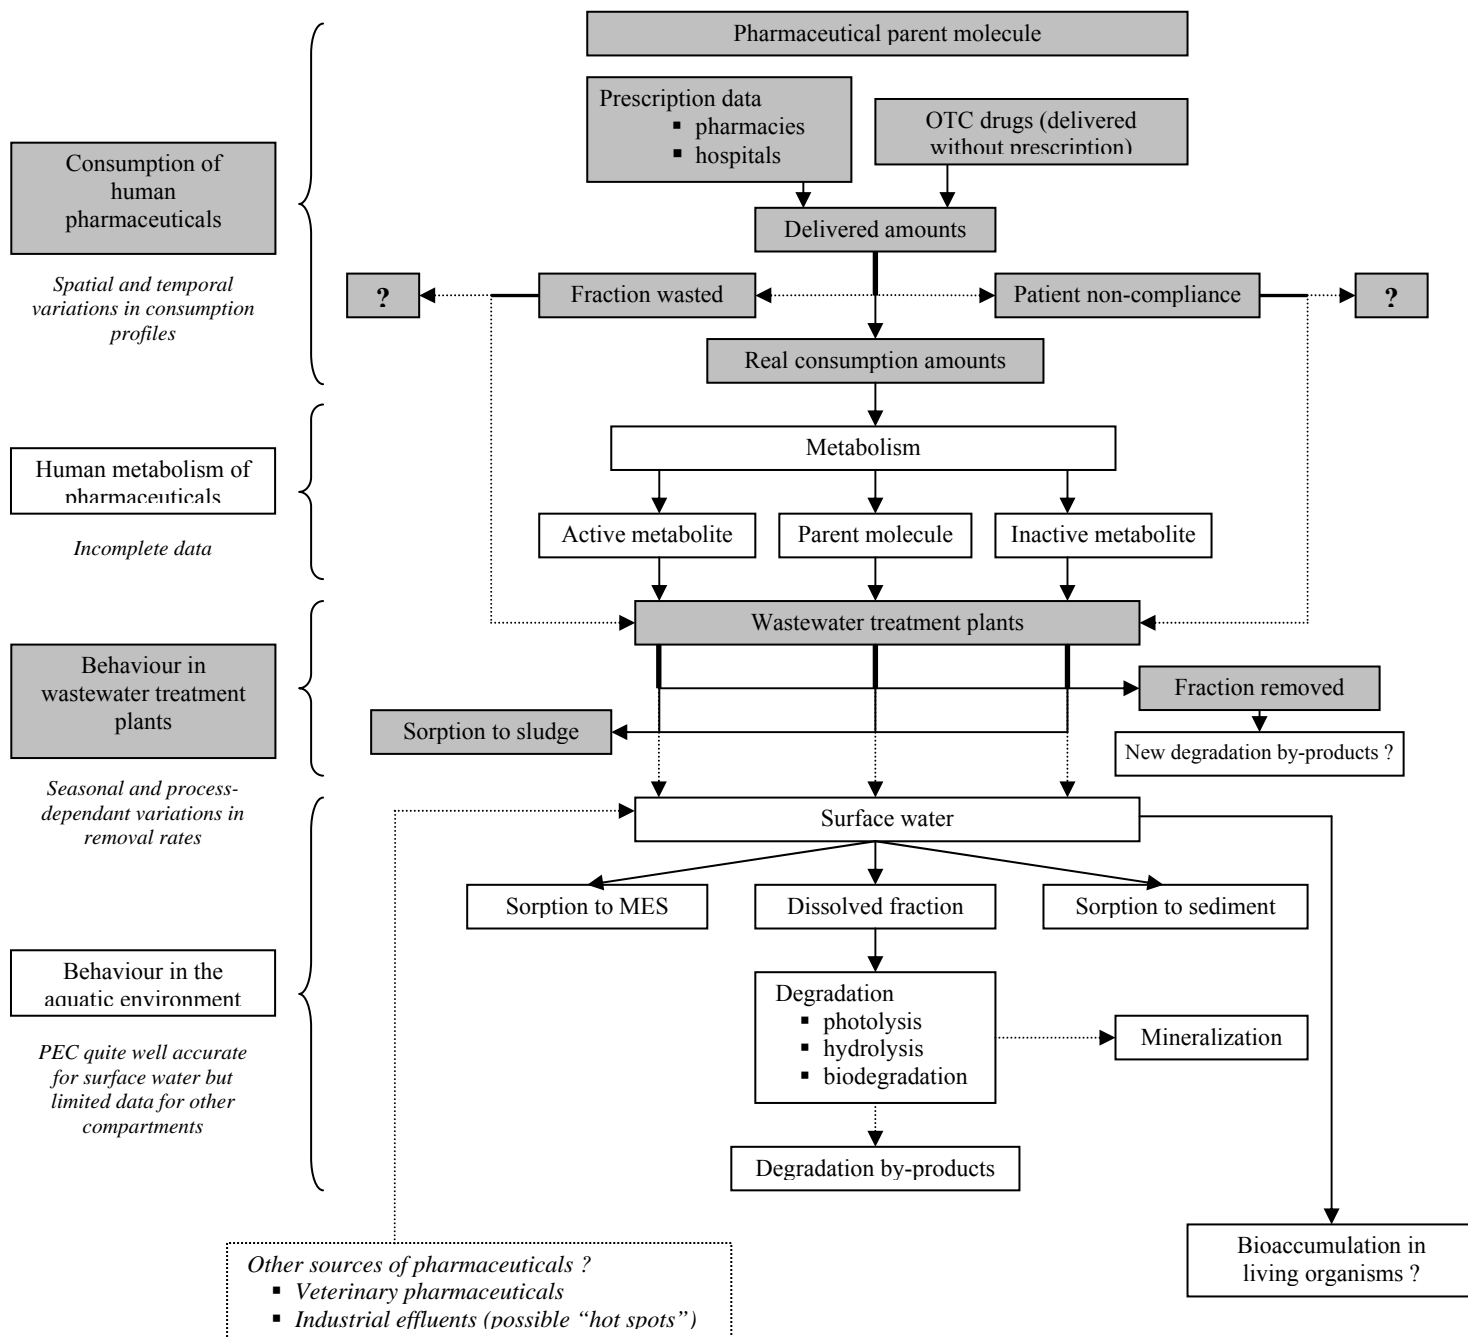 Pharmaceutical parent molecule
Prescription data
▪ pharmacies
▪ hospitals
OTC drugs (delivered
without prescription)
Consumption of
human
pharmaceuticals
Delivered amounts
Spatial and temporal
variations in consumption
profiles
?
Fraction wasted
Patient non-compliance
?
Real consumption amounts
Metabolism
Human metabolism of
pharmaceuticals
Incomplete data
Active metabolite
Parent molecule
Inactive metabolite
Wastewater treatment plants
Behaviour in
wastewater treatment
plants
Fraction removed
Sorption to sludge
New degradation by-products ?
Seasonal and process-
dependant variations in
removal rates
Surface water
Sorption to MES
Dissolved fraction
Sorption to sediment
Behaviour in the
aquatic environment
Degradation
▪ photolysis
▪ hydrolysis
▪ biodegradation
Mineralization
PEC quite well accurate
for surface water but
limited data for other
compartments
Degradation by-products
Other sources of pharmaceuticals ?
▪ Veterinary pharmaceuticals
▪ Industrial effluents (possible “hot spots”)
Bioaccumulation in
living organisms ?